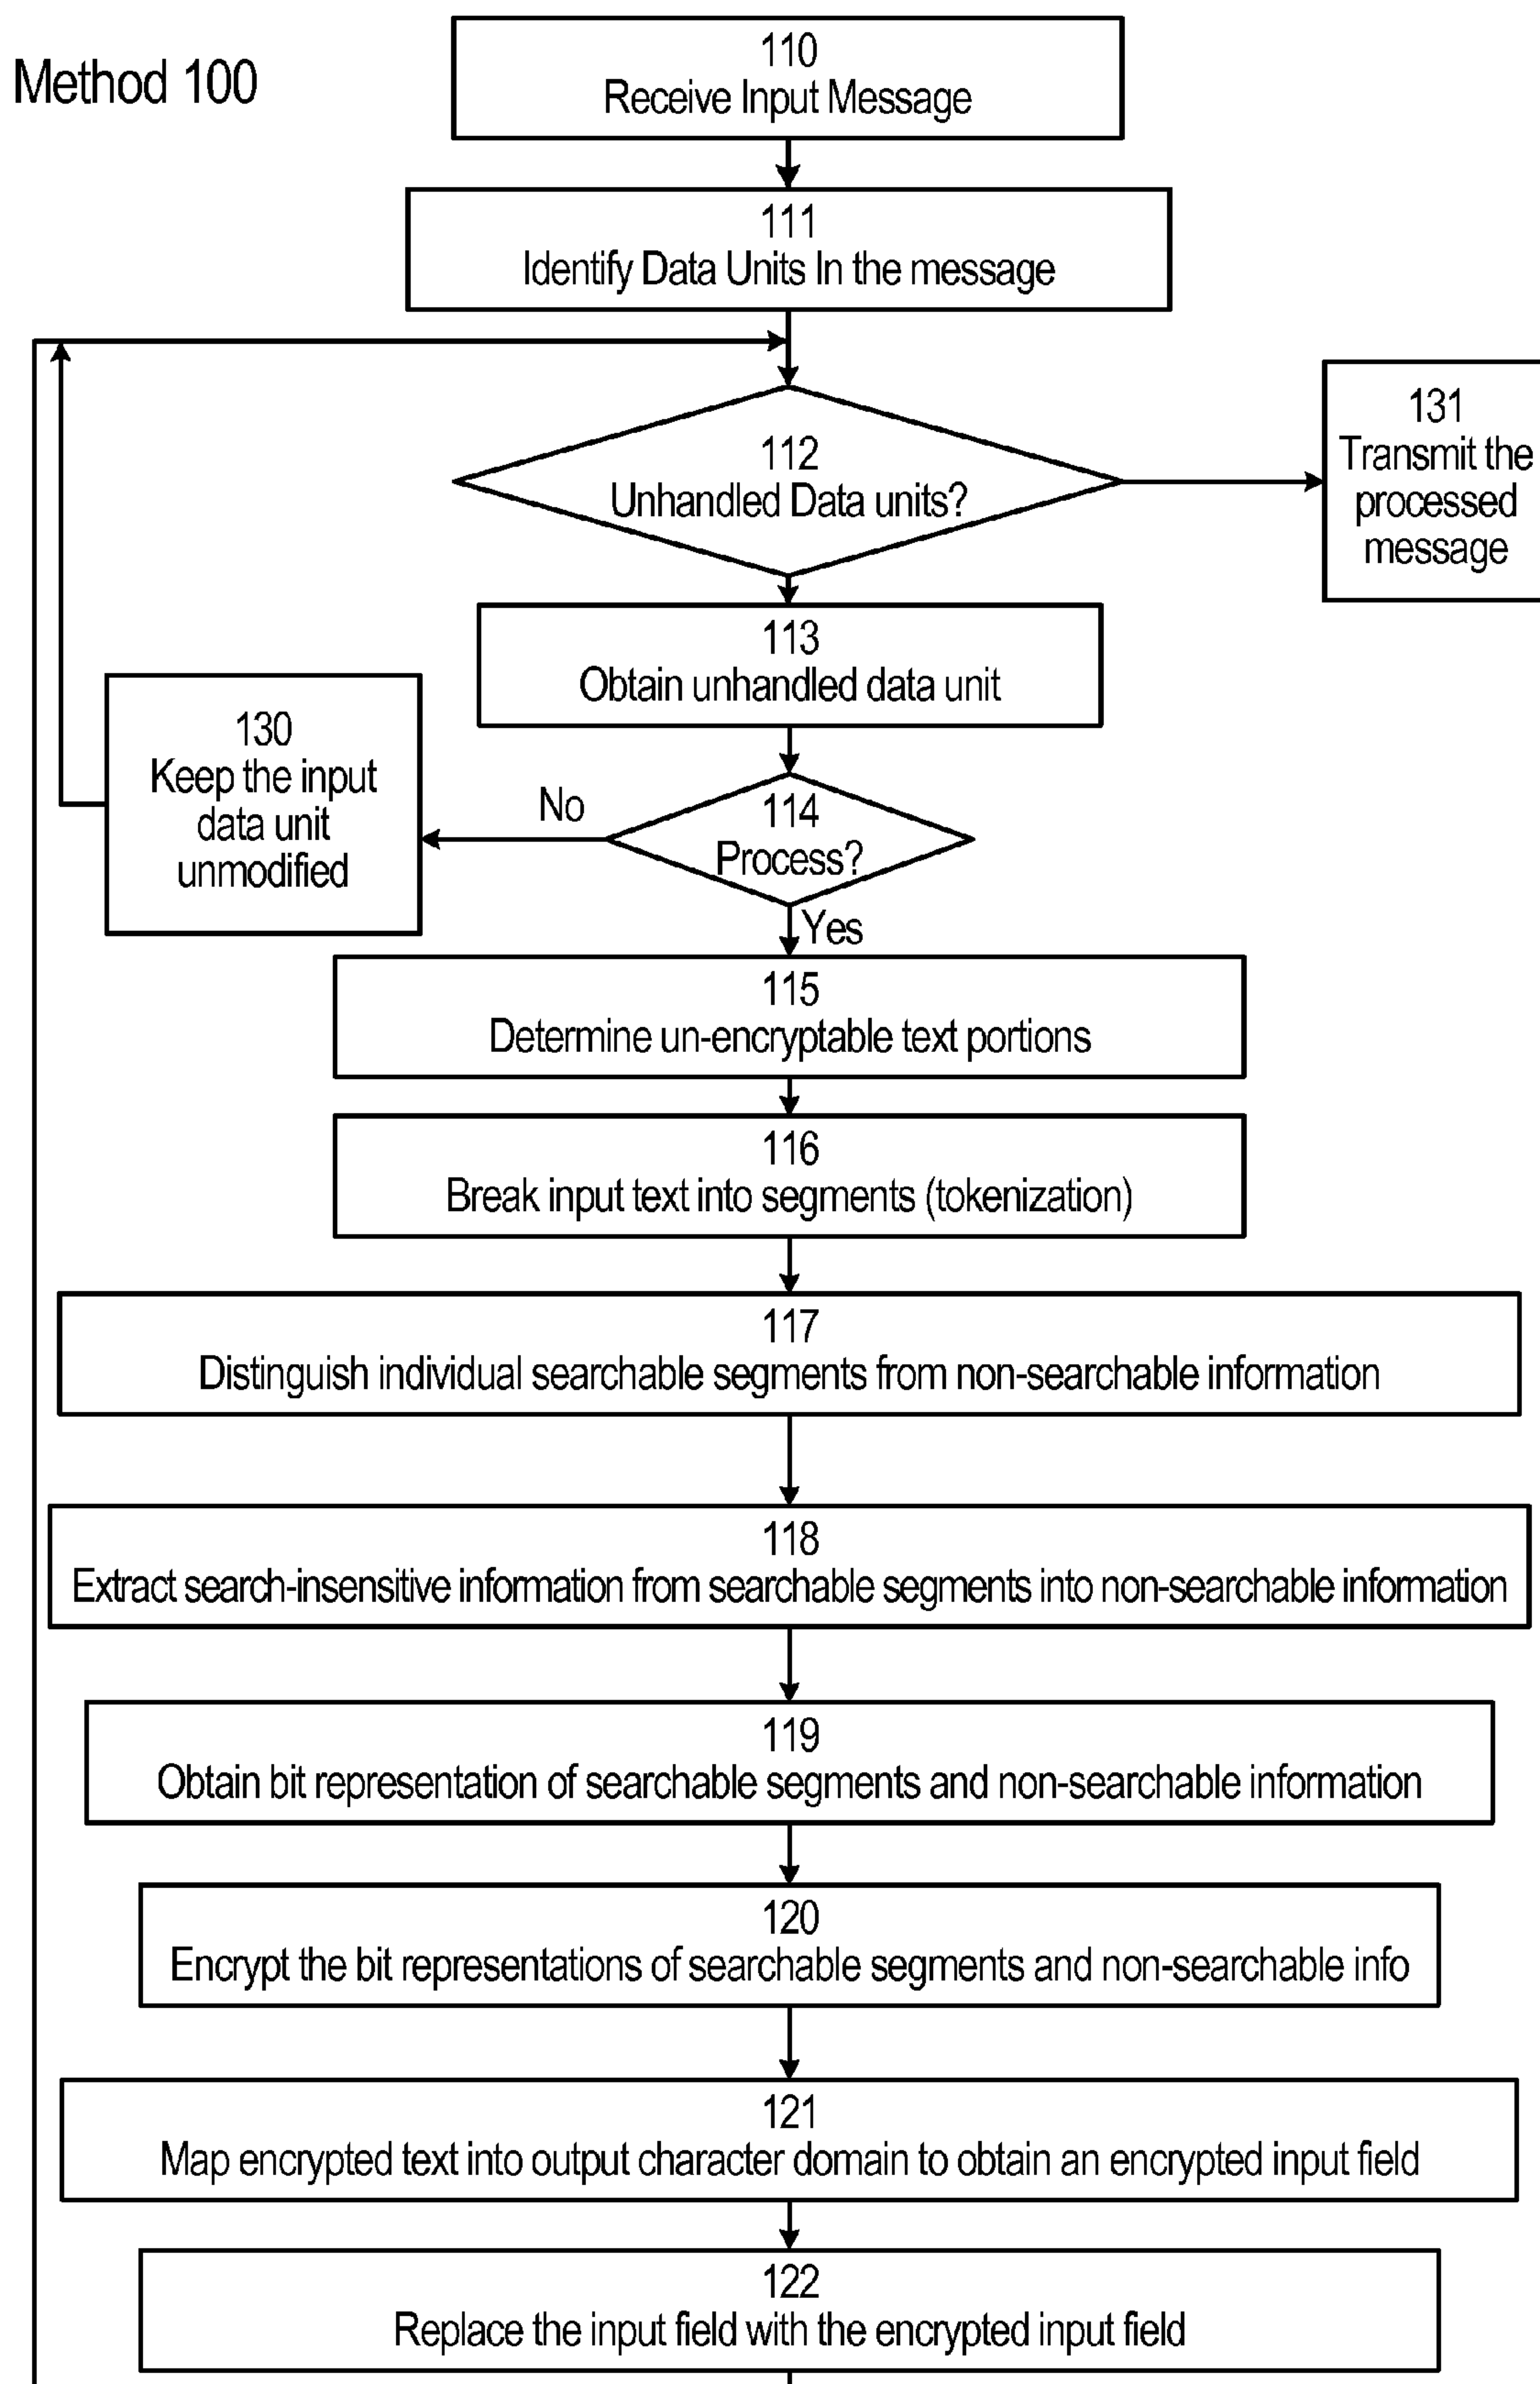 Method 100
110
Receive Input Message
111
Identify Data Units In the message
112
Unhandled Data units?
131
Transmit the
processed
message
113
Obtain unhandled data unit
130
Keep the input
data unit
unmodified
No
114
Process?
Yes
115
Determine un-encryptable text portions
116
Break input text into segments (tokenization)
117
Distinguish individual searchable segments from non-searchable information
118
Extract search-insensitive information from searchable segments into non-searchable information
119
Obtain bit representation of searchable segments and non-searchable information
120
Encrypt the bit representations of searchable segments and non-searchable info
121
Map encrypted text into output character domain to obtain an encrypted input field
122
Replace the input field with the encrypted input field